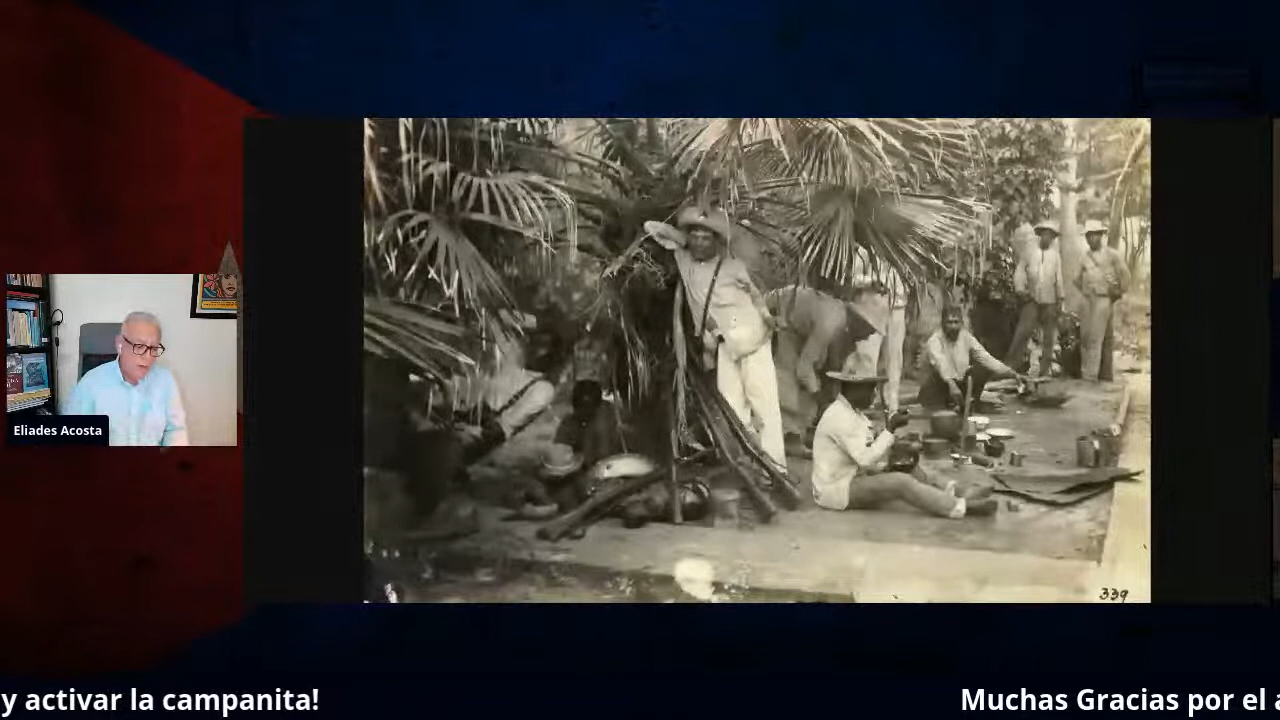 Eliades Acosta
339
y activar la campanita!
Muchas Gracias por el